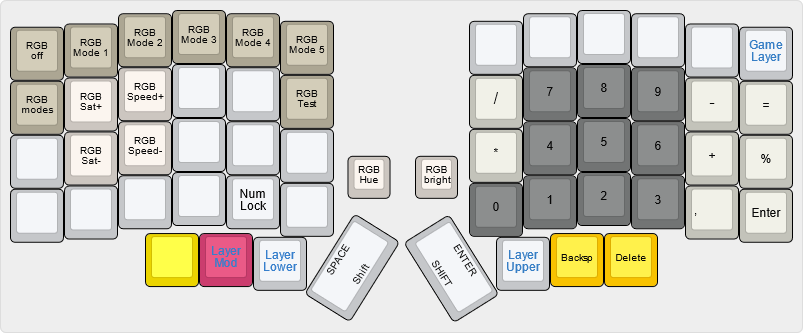 RGB
off
RGB
Mode 1
RGB
Mode 2
RGB
Mode 3
RGB
Mode 4
RGB
Mode 5
Game
Layer
RGB
modes
RGB
Sat+
RGB
Speed+
RGB
Test
/
7
8
9
-
=
RGB
Sat-
RGB
Speed-
*
4
5
6
+
%
RGB
Hue
RGB
bright
Num
Lock
0
1
2
3
,
Enter
Layer
Mod
Layer
Lower
SPACE
Shift
ENTER
SHIFT
Layer
Upper
Backsp
Delete